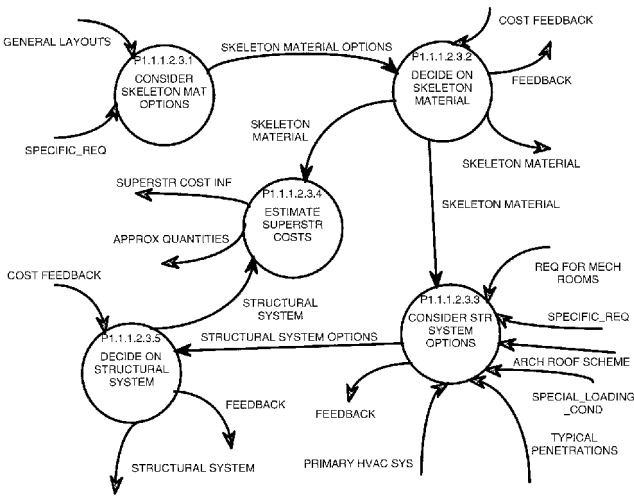 COST FEEDBACK
GENERAL LAYOUTS
SKELETON MATERIAL OPTIONS
P1.1.1.2.3.1
CONSIDER
SKELETON MAT
OPTIONS
P1.1.1.2.3.2
DECIDE ON
SKELETON
MATERIAL
FEEDBACK
SPECIFIC_REQ
SKELETON
MATERIAL
SKELETON MATERIAL
SUPERSTR COST INF
P1.1.1.2.3.4
ESTIMATE
SUPERSTR
COSTS
SKELETON MATERIAL
APPROX QUANTITIES
COST FEEDBACK
REQ FOR MECH
ROOMS
STRUCTURAL
SYSTEM
P1.1.1.2.3.3
CONSIDER STR
SYSTEM
OPTIONS
SPECIFIC_REQ
P1.1.1.2.3.5
DECIDE ON
STRUCTURAL
SYSTEM
STRUCTURAL SYSTEM OPTIONS
ARCH ROOF SCHEME
SPECIAL_LOADING
_COND
FEEDBACK
FEEDBACK
TYPICAL
PENETRATIONS
STRUCTURAL SYSTEM
PRIMARY HVAC SYS